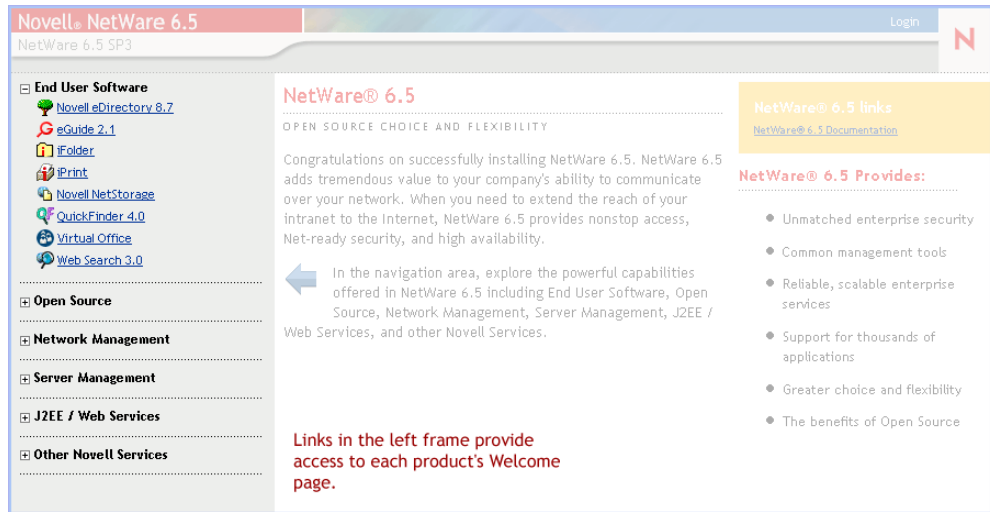 Novell® NetWare 6.5
Login
NetWare 6.5 SP3
N
End User Software
Novell eDirectory 8.7
eGuide 2.1
iFolder
iPrint
Novell NetStorage
QuickFinder 4.0
Virtual Office
Web Search 3.0
Open Source
Network Management
Server Management
J2EE / Web Services
Other Novell Services
NetWare® 6.5
OPEN SOURCE CHOICE AND FLEXIBILITY
Congratulations on successfully installing NetWare 6.5. NetWare 6.5
adds tremendous value to your company's ability to communicate
over your network. When you need to extend the reach of your
intranet to the Internet, NetWare 6.5 provides nonstop access,
Net-ready security, and high availability.
In the navigation area, explore the powerful capabilities
offered in NetWare 6.5 including End User Software, Open
Source, Network Management, Server Management, J2EE /
Web Services, and other Novell Services.
Links in the left frame provide
access to each product's Welcome
page.
NetWare® 6.5 links
NetWare® 6.5 Documentation
NetWare® 6.5 Provides:
Unmatched enterprise security
Common management tools
Reliable, scalable enterprise
services
Support for thousands of
applications
Greater choice and flexibility
The benefits of Open Source